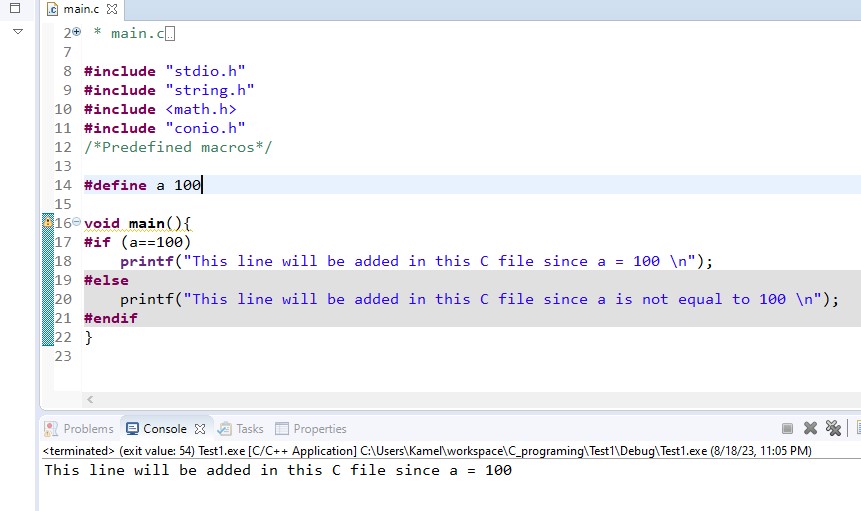 main.c
2 * main.c
7
8 #include "stdio.h"
9 #include "string.h"
10 #include <math.h>
11 #include "conio.h"
12 /*Predefined macros*/
13
14 #define a 100
15
16 void main(){
17 #if (a==100)
18     printf("This line will be added in this C file since a = 100 \n");
19 #else
20     printf("This line will be added in this C file since a is not equal to 100 \n");
21 #endif
22 }
23
Problems Console Tasks Properties
<terminated> (exit value: 54) Test1.exe [C/C++ Application] C:\Users\Kamel\workspace\C_programing\Test1\Debug\Test1.exe (8/18/23, 11:05 PM)
This line will be added in this C file since a = 100